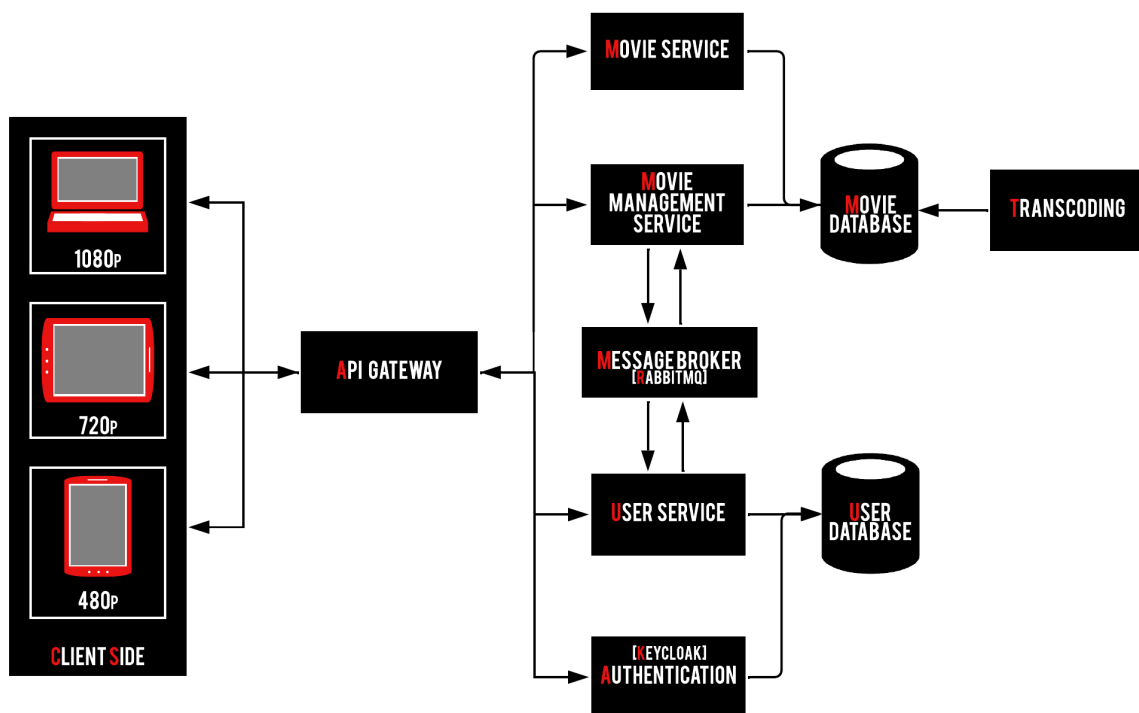 1080P
720P
480P
CLIENT SIDE
API GATEWAY
MOVIE SERVICE
MOVIE
MANAGEMENT
SERVICE
MESSAGE BROKER
[RABBITMQ]
USER SERVICE
[KEYCLOAK]
AUTHENTICATION
MOVIE
DATABASE
USER
DATABASE
TRANSCODING